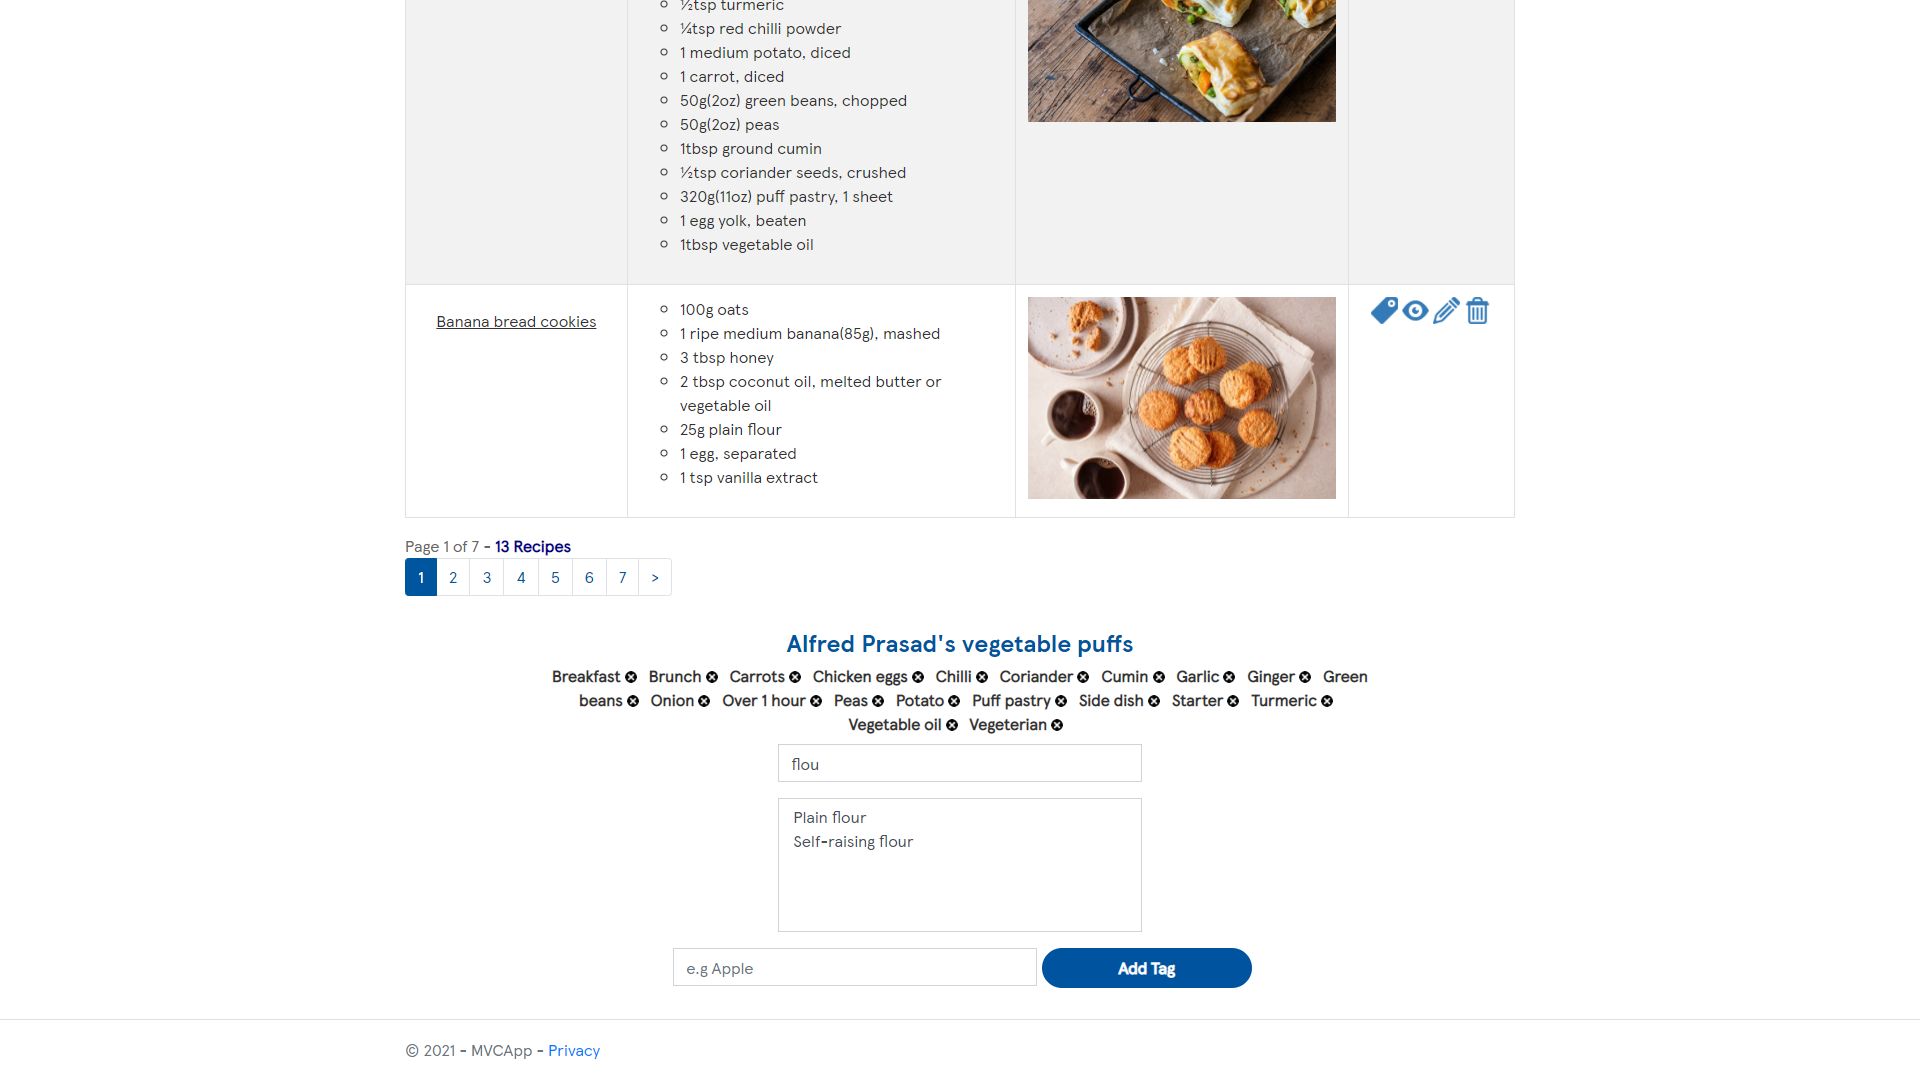 ½tsp turmeric
¼tsp red chilli powder
1 medium potato, diced
1 carrot, diced
50g(2oz) green beans, chopped
50g(2oz) peas
1tbsp ground cumin
½tsp coriander seeds, crushed
320g(11oz) puff pastry, 1 sheet
1 egg yolk, beaten
1tbsp vegetable oil
Banana bread cookies
100g oats
1 ripe medium banana(85g), mashed
3 tbsp honey
2 tbsp coconut oil, melted butter or
vegetable oil
25g plain flour
1 egg, separated
1 tsp vanilla extract
Page 1 of 7 - 13 Recipes
1 2 3 4 5 6 7 >
Alfred Prasad's vegetable puffs
Breakfast Brunch Carrots Chicken eggs Chilli Coriander Cumin Garlic Ginger Green
beans Onion Over 1 hour Peas Potato Puff pastry Side dish Starter Turmeric
Vegetable oil Vegeterian
flou
Plain flour
Self-raising flour
e.g Apple Add Tag
© 2021 - MVCApp - Privacy